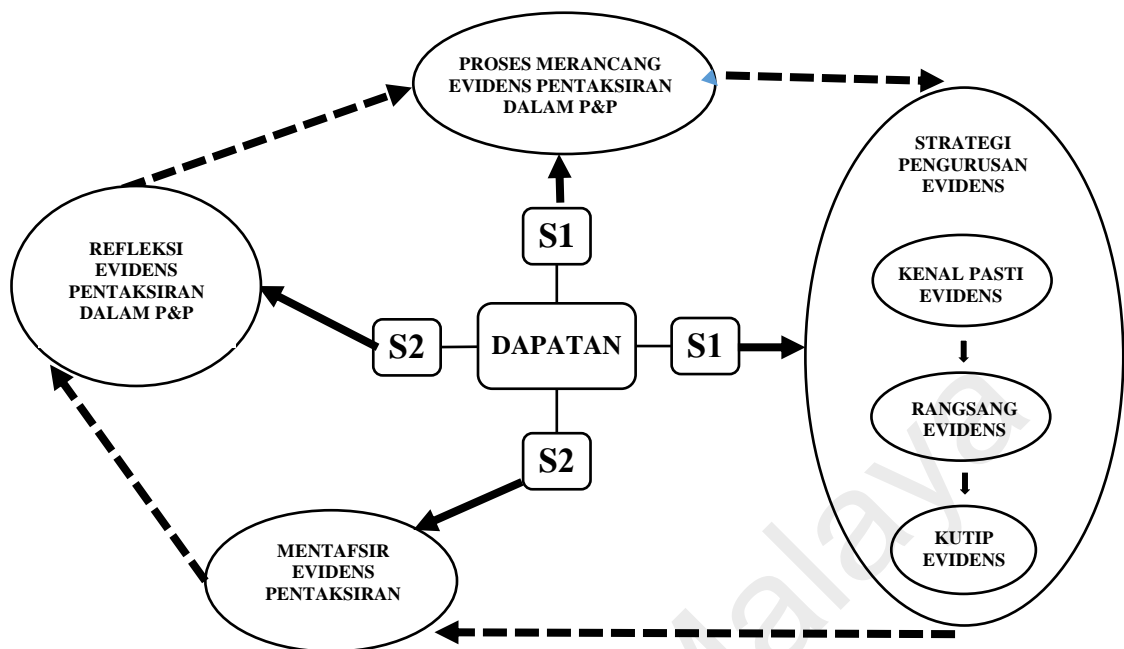 PROSES MERANCANG
EVIDENS PENTAKSIRAN
DALAM P&P
STRATEGI
PENGURUSAN
EVIDENS
KENAL PASTI
EVIDENS
RANGSANG
EVIDENS
KUTIP
EVIDENS
S1
REFLEKSI
EVIDENS
PENTAKSIRAN
DALAM P&P
S2
DAPATAN
S1
S2
MENTAFSIR
EVIDENS
PENTAKSIRAN
Malaya